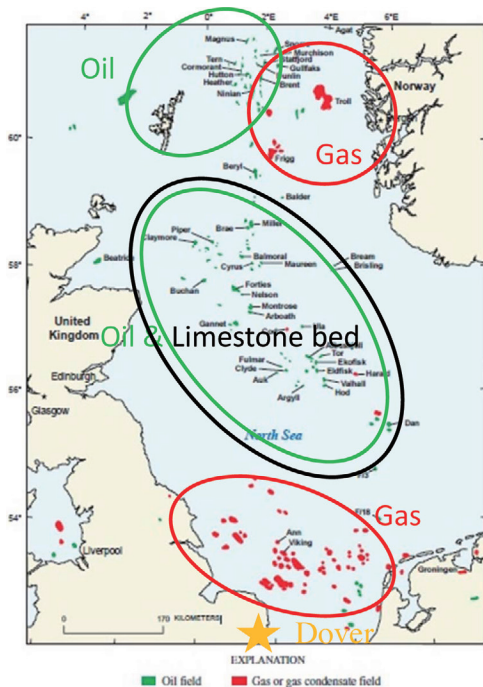 2°W 0°E 2°E 4°E 6°E
Magnus
Agat
Murchison
Statfjord
Tern
Gullfaks
Cormorant
Dunlin
Hutton
Brent
Heather
Ninian
Oil
Norway
Troll
Gas
60°
Frigg
Beryl
Balder
Brae
Miller
Piper
Claymore
Beatrice
Balmoral
Bream
Brisling
Cyrus
Maureen
58°
Buchan
Forties
Nelson
Montrose
Arboath
United
Kingdom
Gannet
Oil & Limestone bed
Tor
Fulmar
Ekofisk
Clyde
Eldfisk
Harald
Auk
Valhall
Edinburgh
Argyll
Hod
56°
Glasgow
North Sea
Dan
Gas
54°
Ann
Viking
Liverpool
Groningen
0 170
KILOMETERS
Dover
EXPLANATION
Oil field Gas or gas condensate field